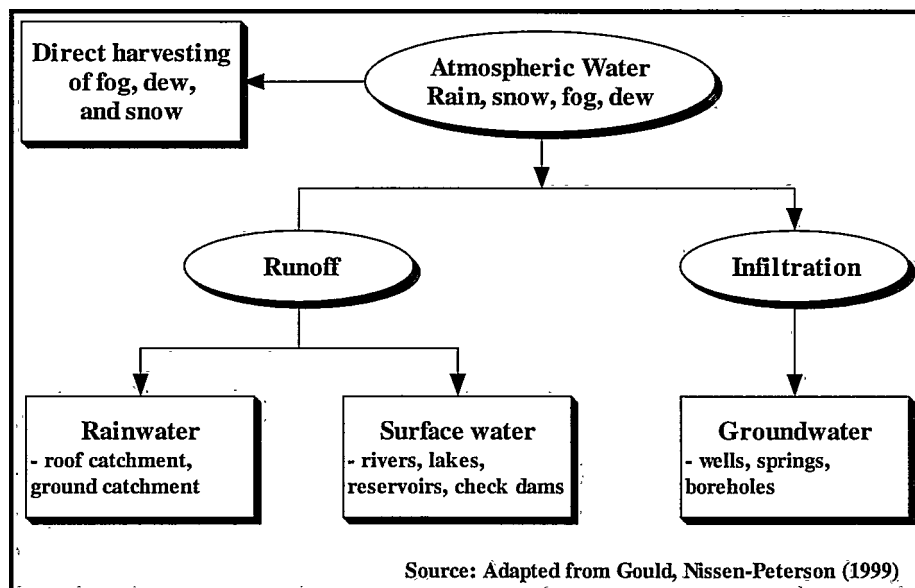 Direct harvesting
of fog, dew,
and snow
Atmospheric Water
Rain, snow, fog, dew
Runoff
Infiltration
Rainwater
- roof catchment,
ground catchment
Surface water
- rivers, lakes,
reservoirs, check dams
Groundwater
- wells, springs,
boreholes
Source: Adapted from Gould, Nissen-Peterson (1999)